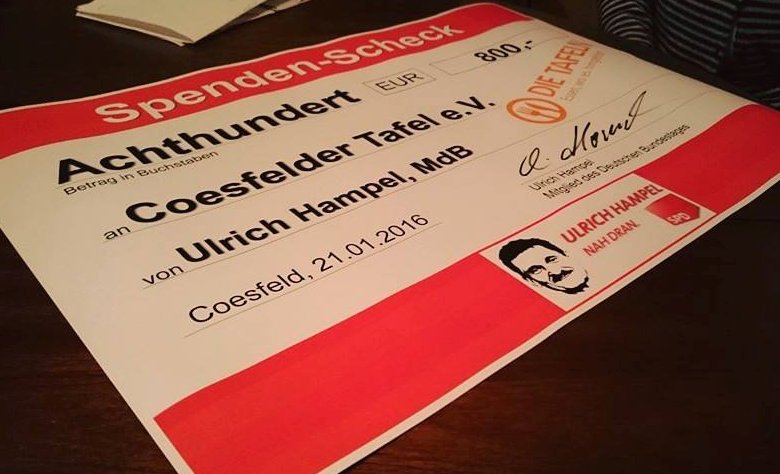 Spenden-Scheck
Achthundert EUR 800,-
Betrag in Buchstaben
DIE TAFELN
an Coesfelder Tafel e.V.
von Ulrich Hampel, MdB
Ulrich Hampel
Mitglied des Deutschen Bundestages
Coesfeld, 21.01.2016
ULRICH HAMPEL
NAH DRAN.
SPD